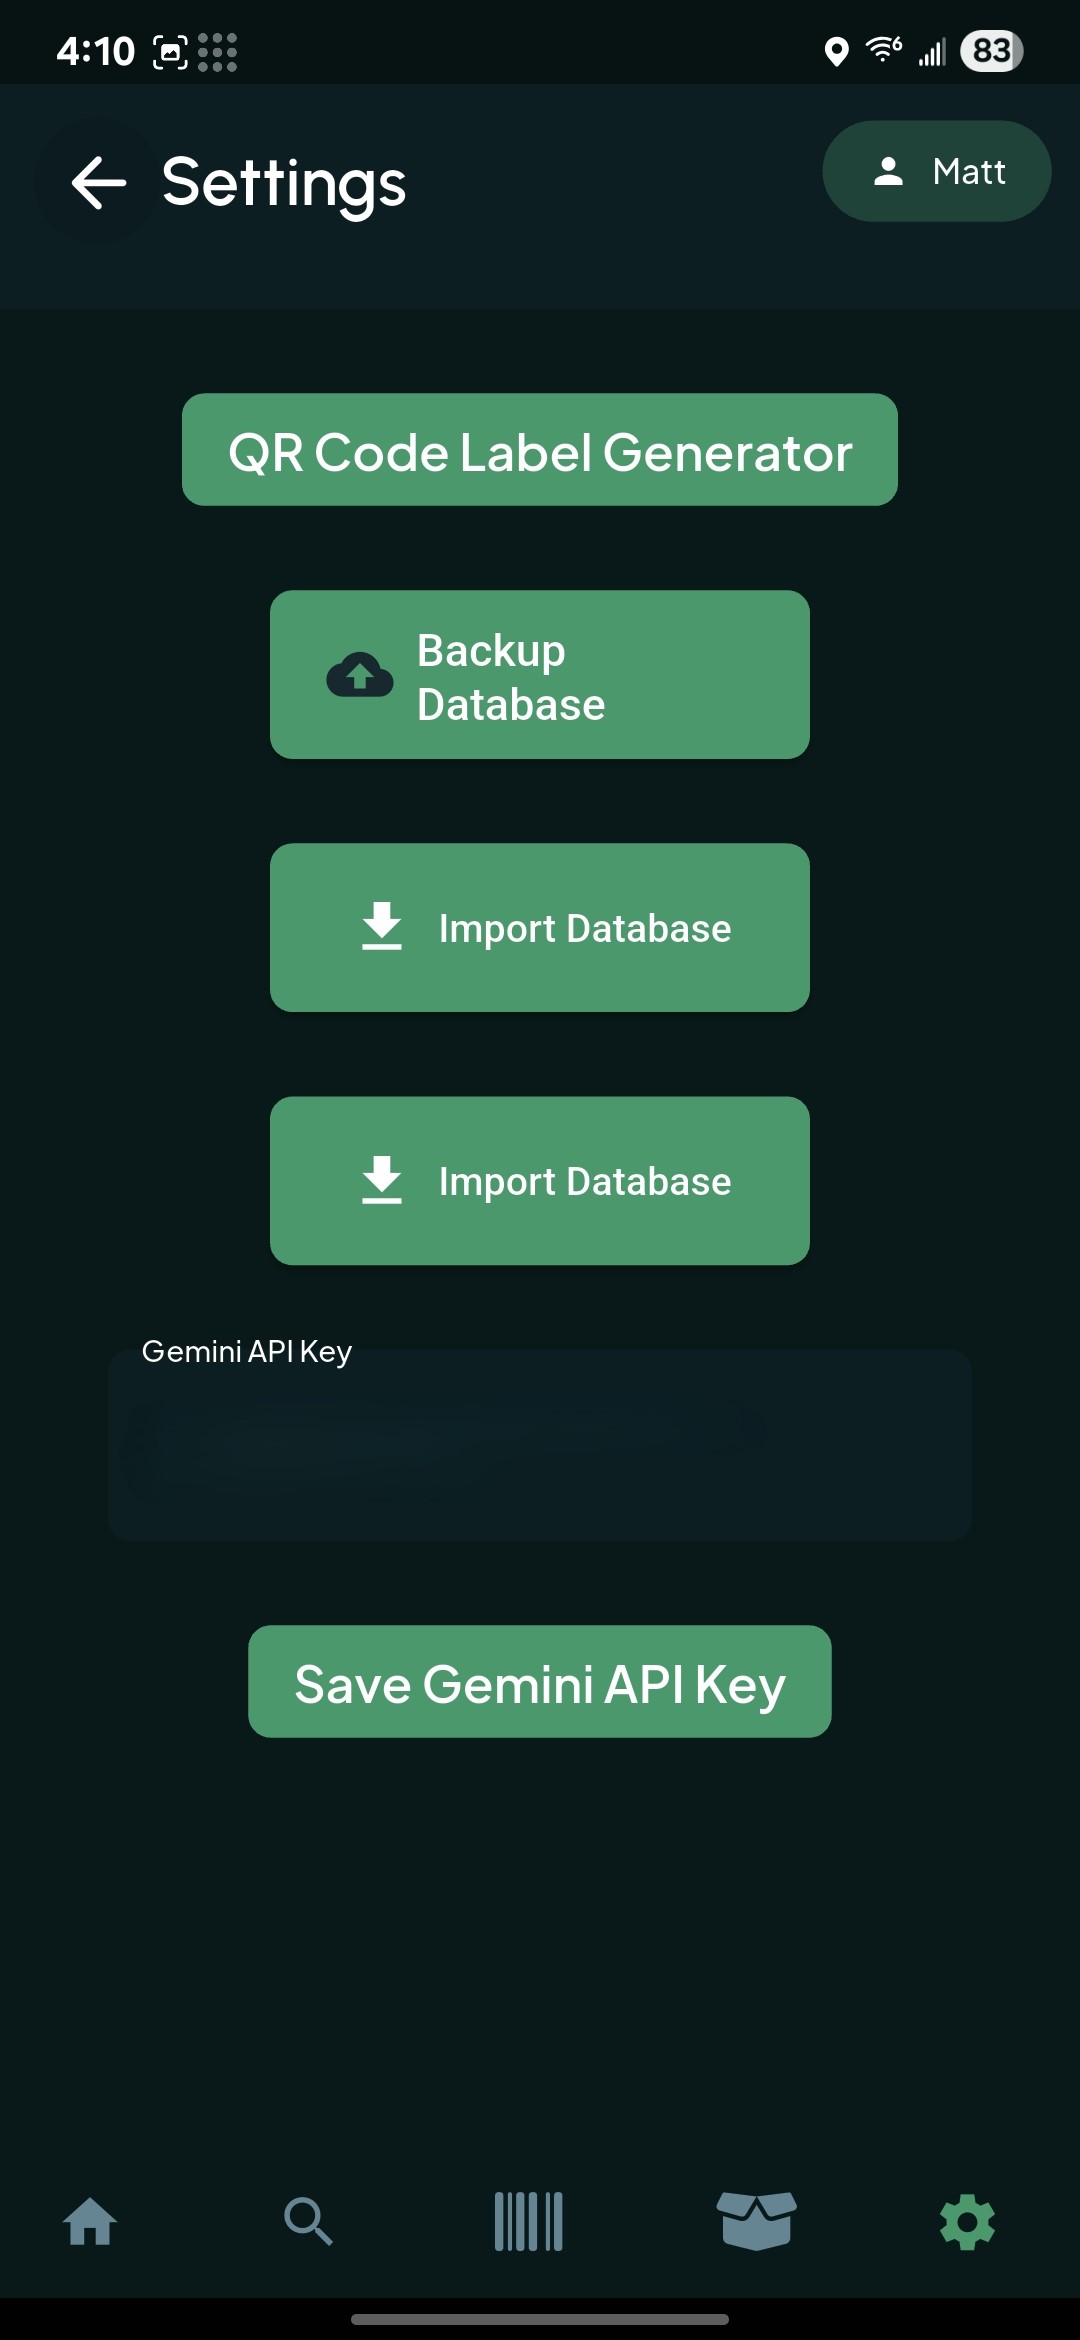 4:10
6
83
Settings
Matt
QR Code Label Generator
Backup
Database
Import Database
Import Database
Gemini API Key
Save Gemini API Key